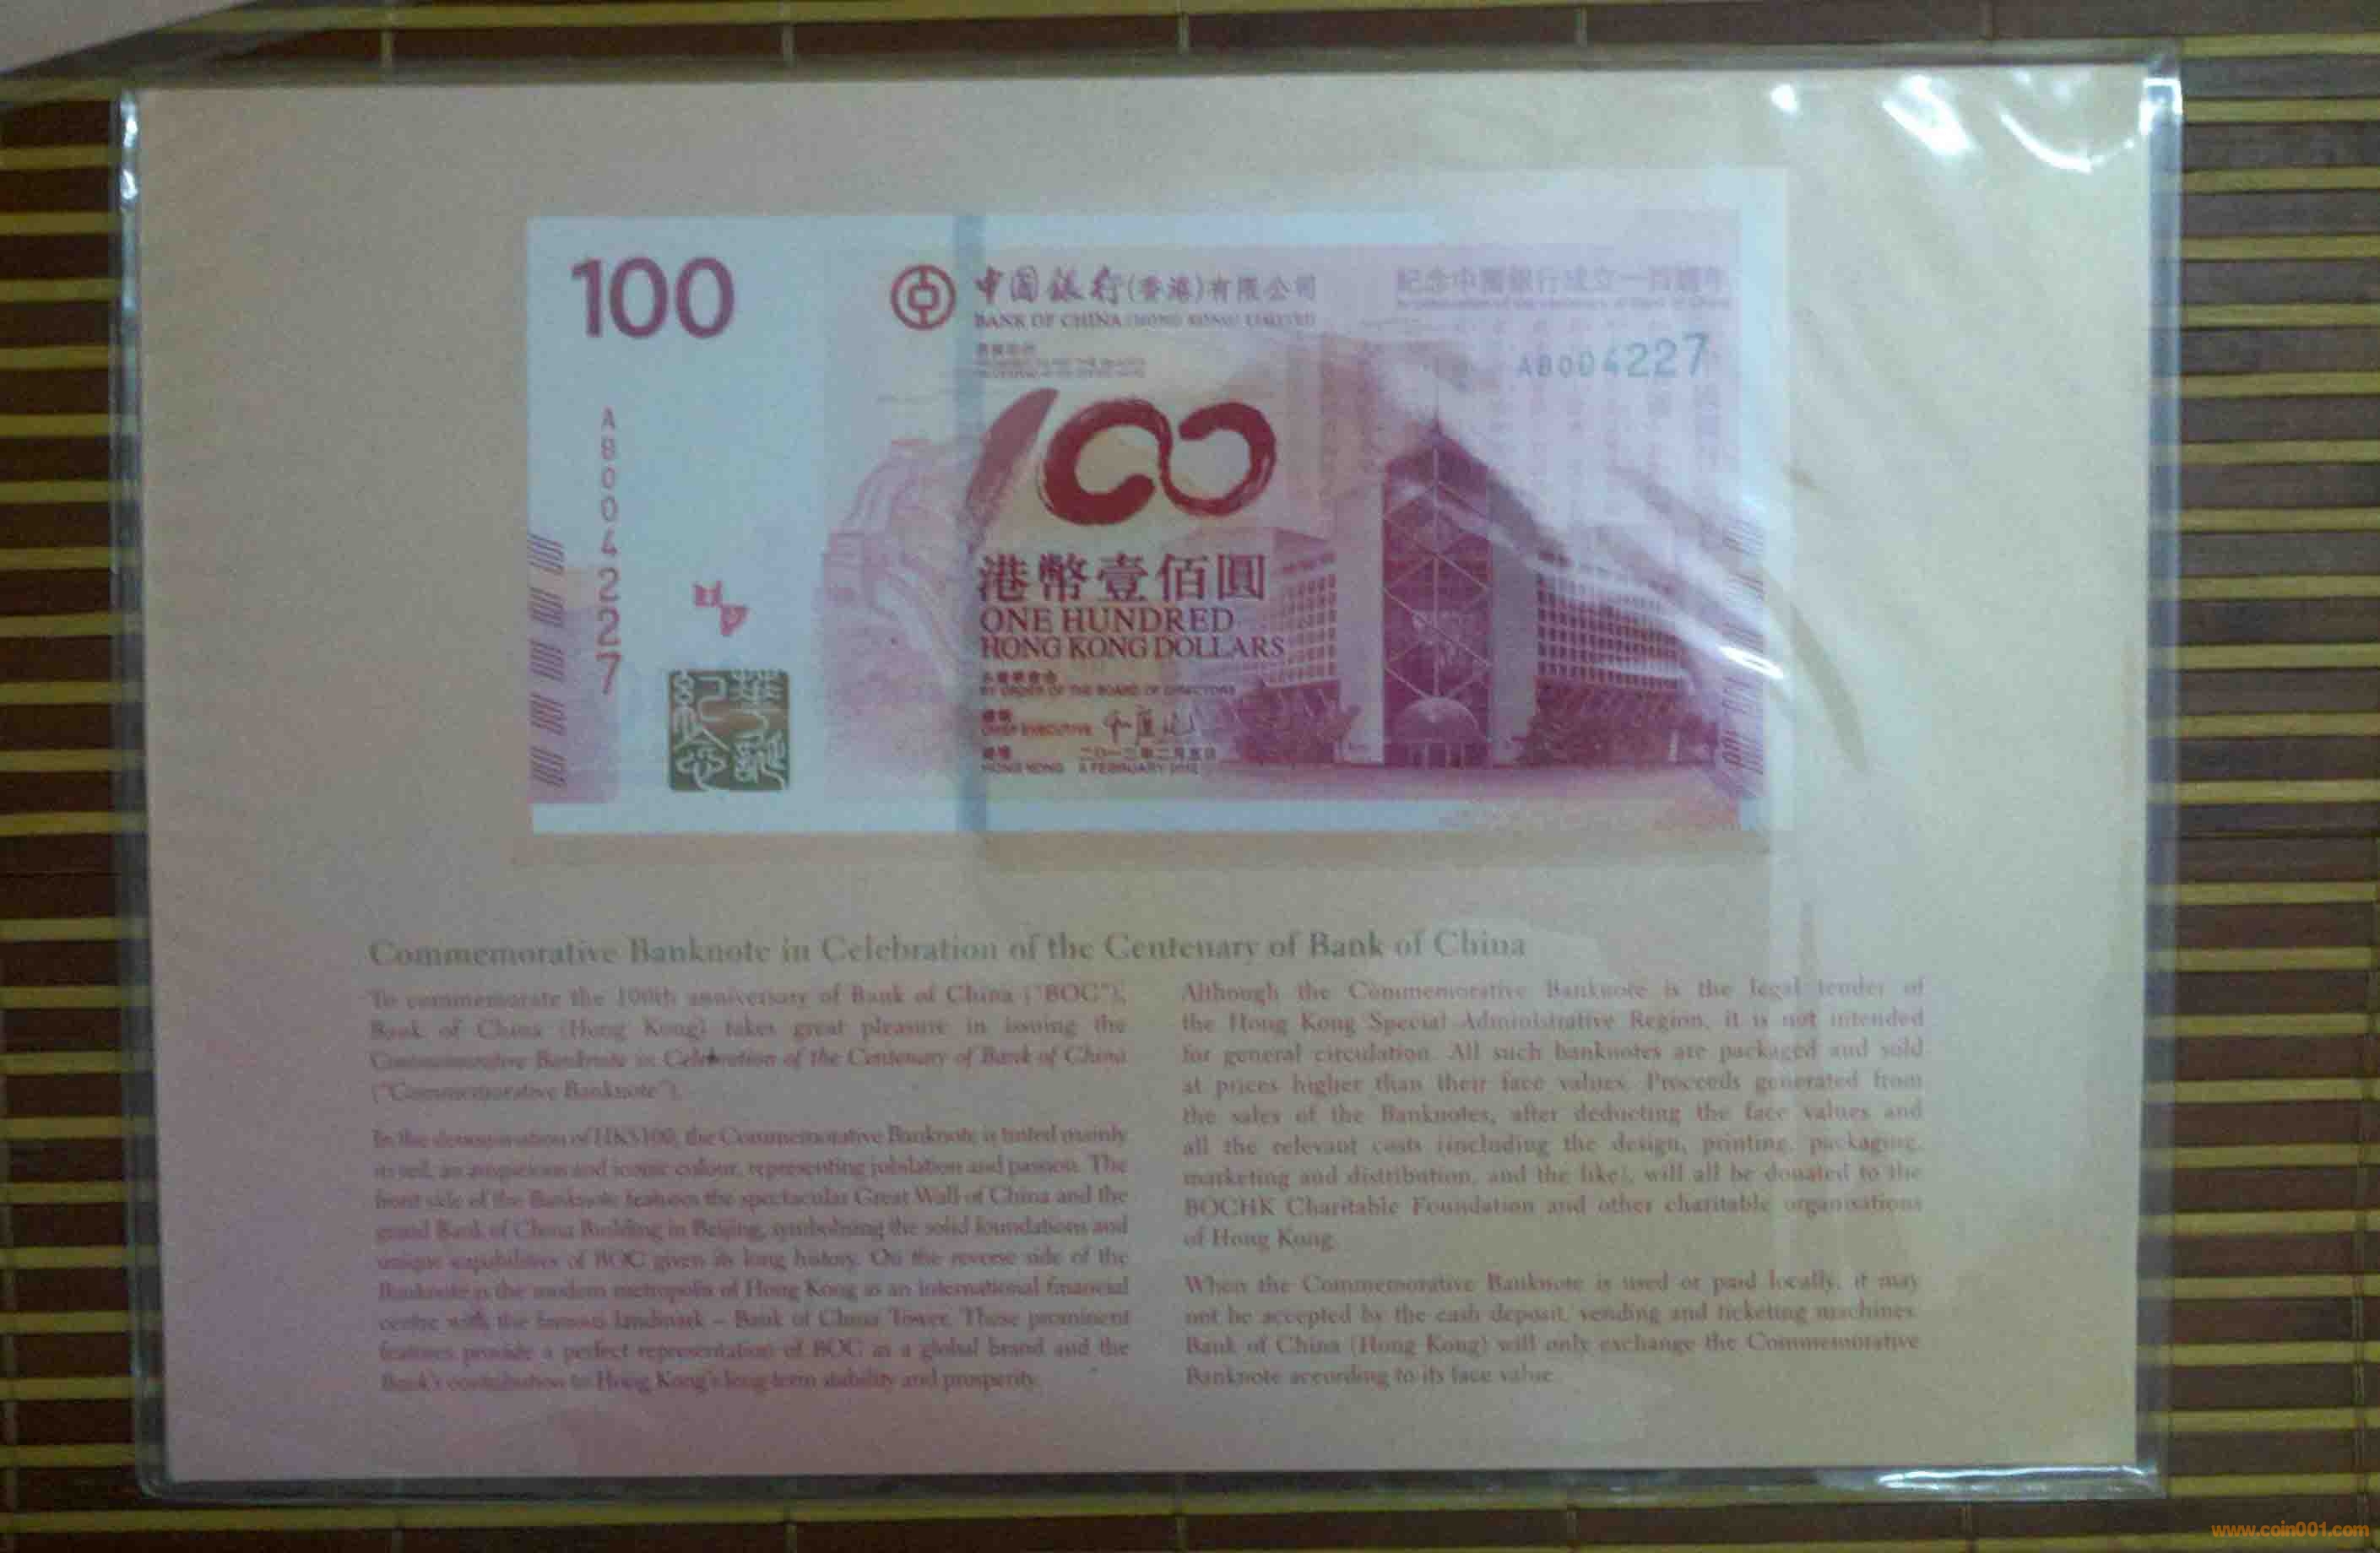 100
中国銀行(香港)有限公司
BANK OF CHINA (HONG KONG) LIMITED
紀念中國銀行成立一百週年
AB004227
AB004227
100
港幣壹佰圓
ONE HUNDRED
HONG KONG DOLLARS
BY ORDER OF THE BOARD OF DIRECTORS
CHIEF EXECUTIVE
HONG KONG FEBRUARY 2012
Commemorative Banknote in Celebration of the Centenary of Bank of China
To commemorate the 100th anniversary of Bank of China ("BOC"),
Bank of China (Hong Kong) takes great pleasure in issuing the
Commemorative Banknote in Celebration of the Centenary of Bank of China
("Commemorative Banknote").
In the denomination of HK$100, the Commemorative Banknote is tinted mainly
in red, an auspicious and iconic colour, representing jubilation and passion. The
front side of the Banknote features the spectacular Great Wall of China and the
grand Bank of China Building in Beijing, symbolising the solid foundations and
unique capabilities of BOC given its long history. On the reverse side of the
Banknote is the modern metropolis of Hong Kong as an international financial
centre with the famous landmark – Bank of China Tower. These prominent
features provide a perfect representation of BOC as a global brand and the
Bank's contribution to Hong Kong's long-term stability and prosperity.
Although the Commemorative Banknote is the legal tender of
the Hong Kong Special Administrative Region, it is not intended
for general circulation. All such banknotes are packaged and sold
at prices higher than their face values. Proceeds generated from
the sales of the Banknotes, after deducting the face values and
all the relevant costs (including the design, printing, packaging,
marketing and distribution, and the like), will all be donated to the
BOCHK Charitable Foundation and other charitable organisations
of Hong Kong.
When the Commemorative Banknote is used or paid locally, it may
not be accepted by the cash deposit, vending and ticketing machines.
Bank of China (Hong Kong) will only exchange the Commemorative
Banknote according to its face value.
www.coin001.com